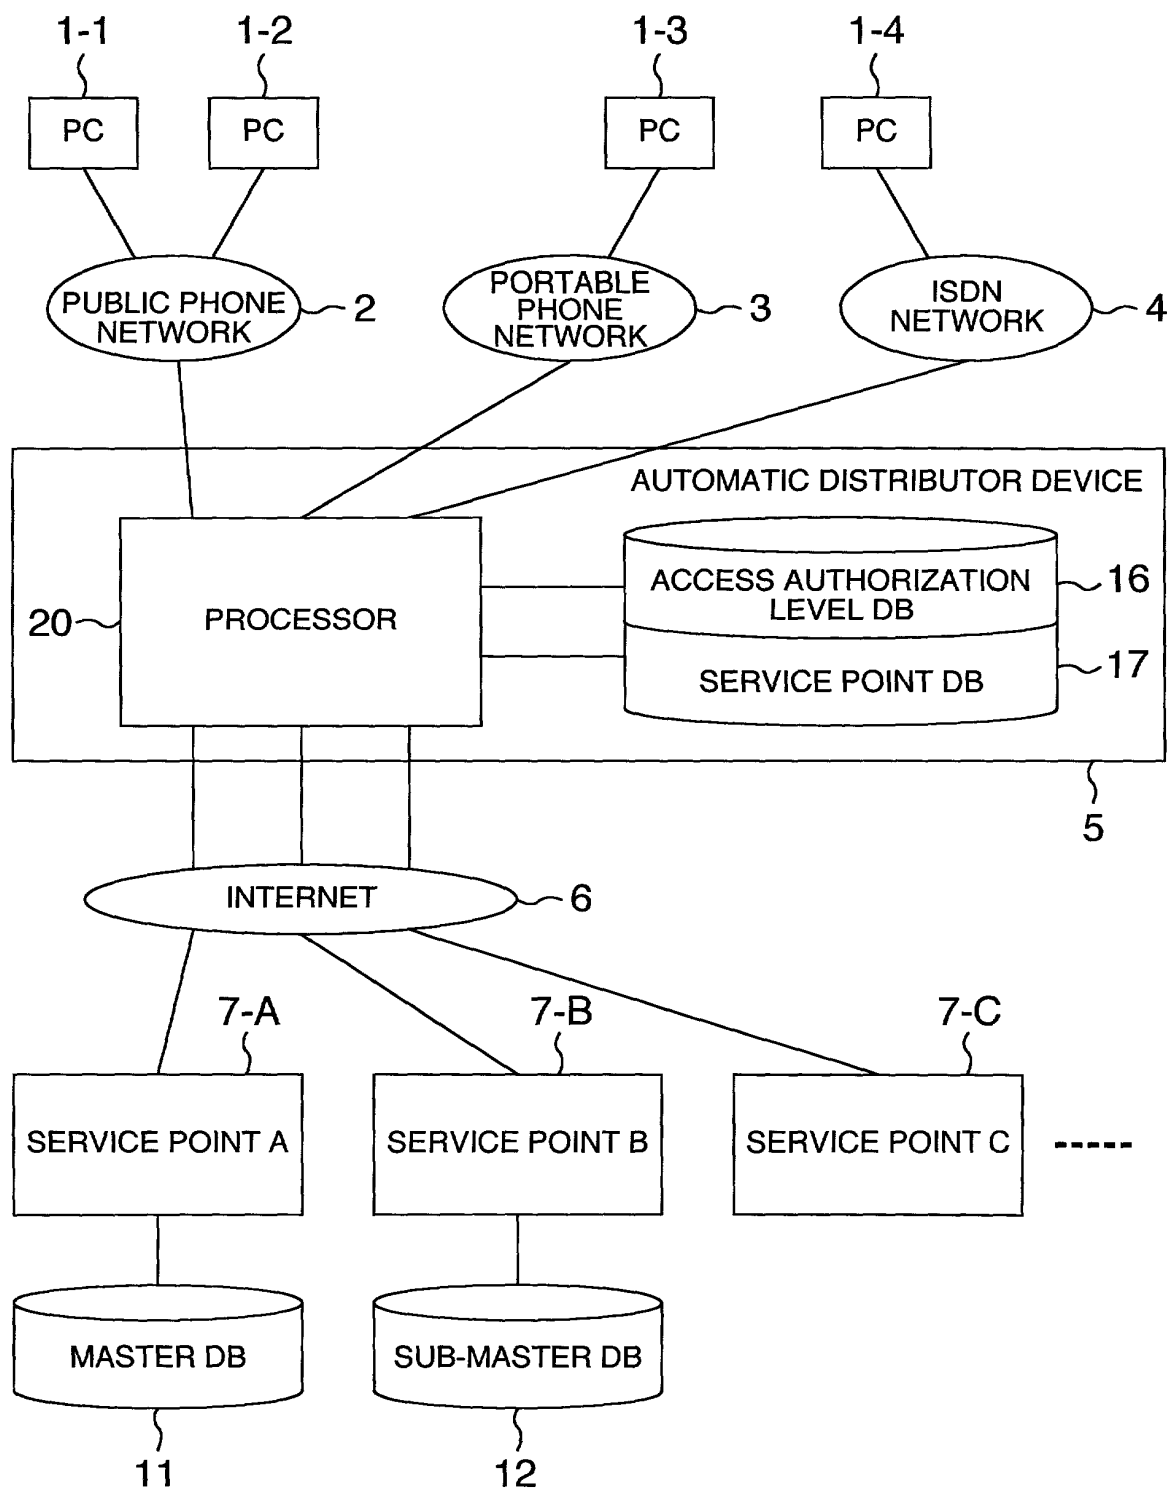 1-1
1-2
1-3
1-4
PC
PC
PC
PC
PUBLIC PHONE
NETWORK
2
PORTABLE
PHONE
NETWORK
3
ISDN
NETWORK
4
AUTOMATIC DISTRIBUTOR DEVICE
20
PROCESSOR
ACCESS AUTHORIZATION
LEVEL DB
16
SERVICE POINT DB
17
5
INTERNET
6
7-A
7-B
7-C
SERVICE POINT A
SERVICE POINT B
SERVICE POINT C
MASTER DB
SUB-MASTER DB
11
12